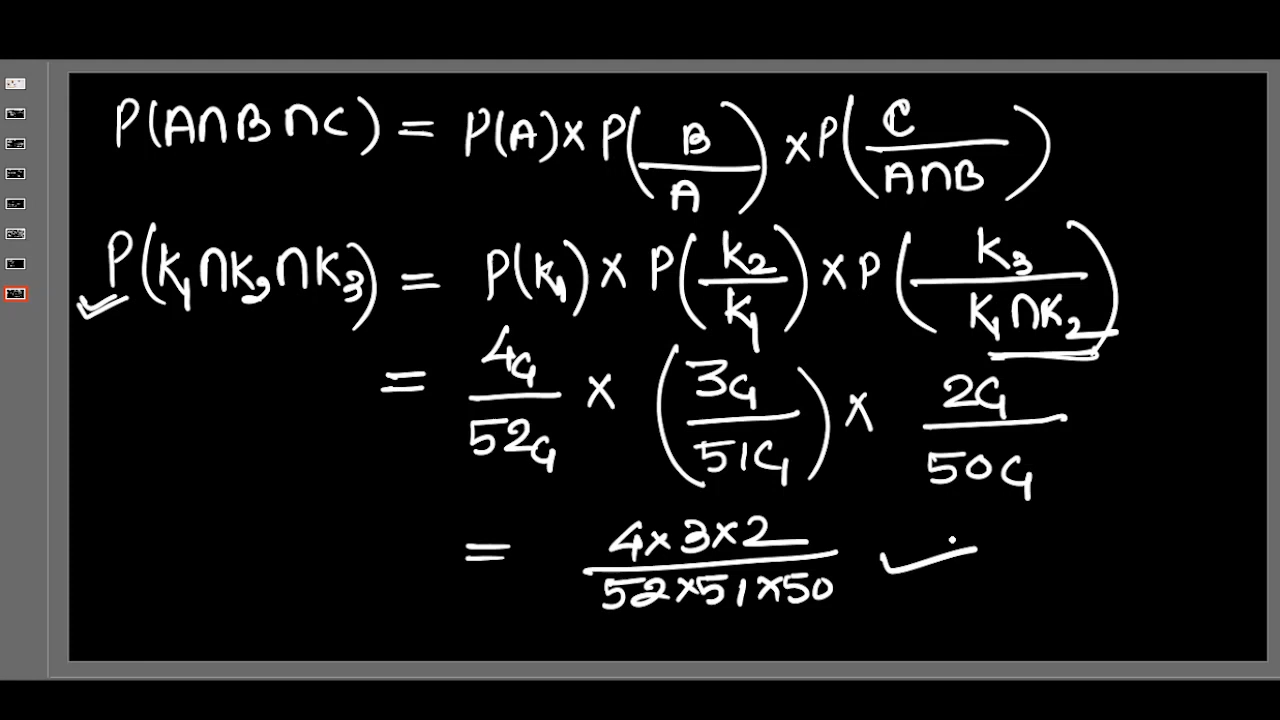 P(A∩B∩C) = P(A)×P(B/A)×P(C/A∩B)
P(K₁∩K₂∩K₃) = P(K₁)×P(K₂/K₁)×P(K₃/K₁∩K₂)
= 4C₁/52C₁ × (3C₁/51C₁) × 2C₁/50C₁
= 4×3×2/52×51×50